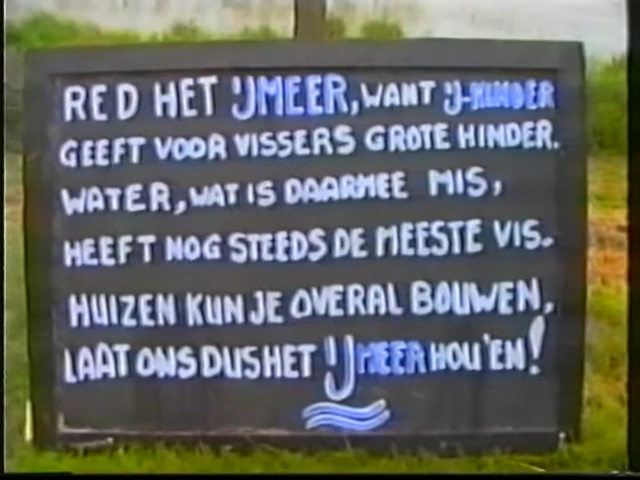 RED HET IJMEER, WANT IJ-MINDER
GEEFT VOOR VISSERS GROTE HINDER.
WATER, WAT IS DAARMEE MIS,
HEEFT NOG STEEDS DE MEESTE VIS.
HUIZEN KUN JE OVERAL BOUWEN,
LAAT ONS DUS HET IJMEER HOU'EN!